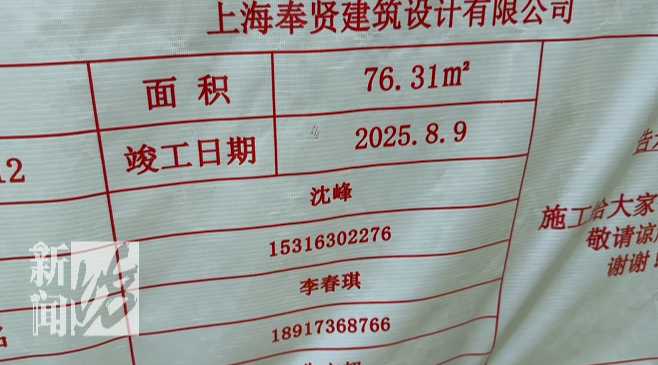 上海奉贤建筑设计有限公司
面积 76.31m²
12 竣工日期 2025.8.9
沈峰
15316302276
李春琪
18917368766
名
施工给大家
敬请谅
谢谢
新闻